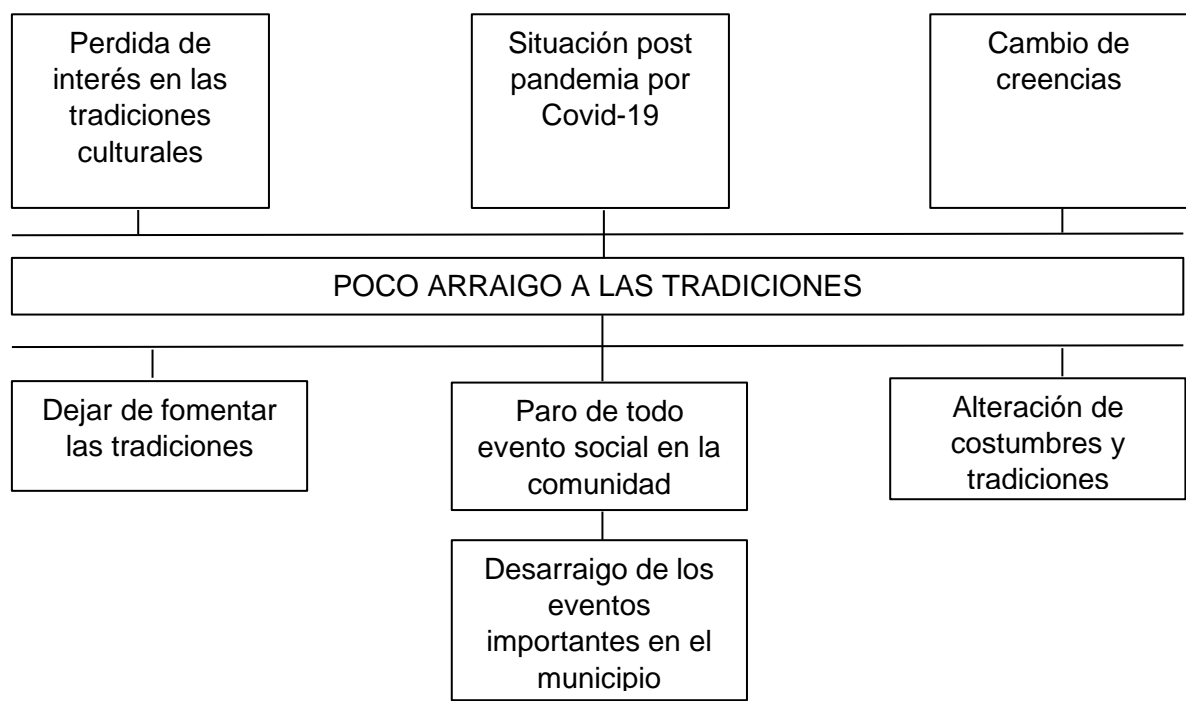 Perdida de
interés en las
tradiciones
culturales
Situación post
pandemia por
Covid-19
Cambio de
creencias
POCO ARRAIGO A LAS TRADICIONES
Dejar de fomentar
las tradiciones
Paro de todo
evento social en la
comunidad
Alteración de
costumbres y
tradiciones
Desarraigo de los
eventos
importantes en el
municipio